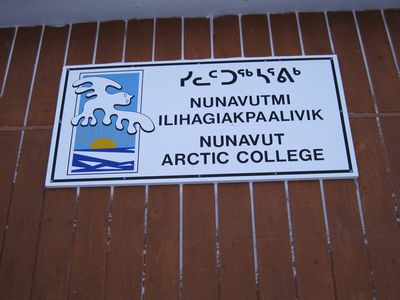 ᓯᓚᑦᑐᖅᓴᕐᕕᒃ
NUNAVUTMI
ILIHAGIAKPAALIVIK
NUNAVUT
ARCTIC COLLEGE